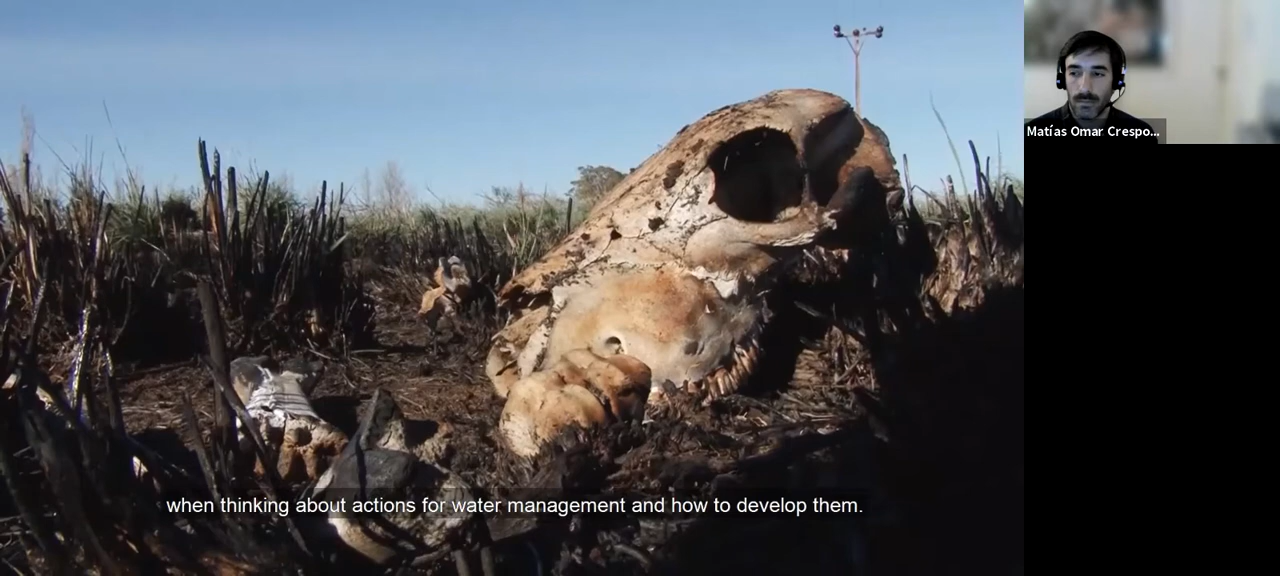 Matías Omar Crespo...
when thinking about actions for water management and how to develop them.